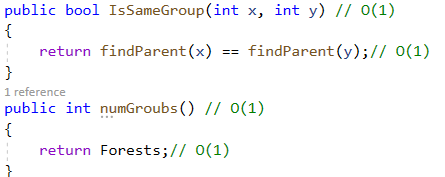 public bool IsSameGroup(int x, int y) // O(1)
{
return findParent(x) == findParent(y);// O(1)
}
1 reference
public int numGroubs() // O(1)
{
return Forests;// O(1)
}